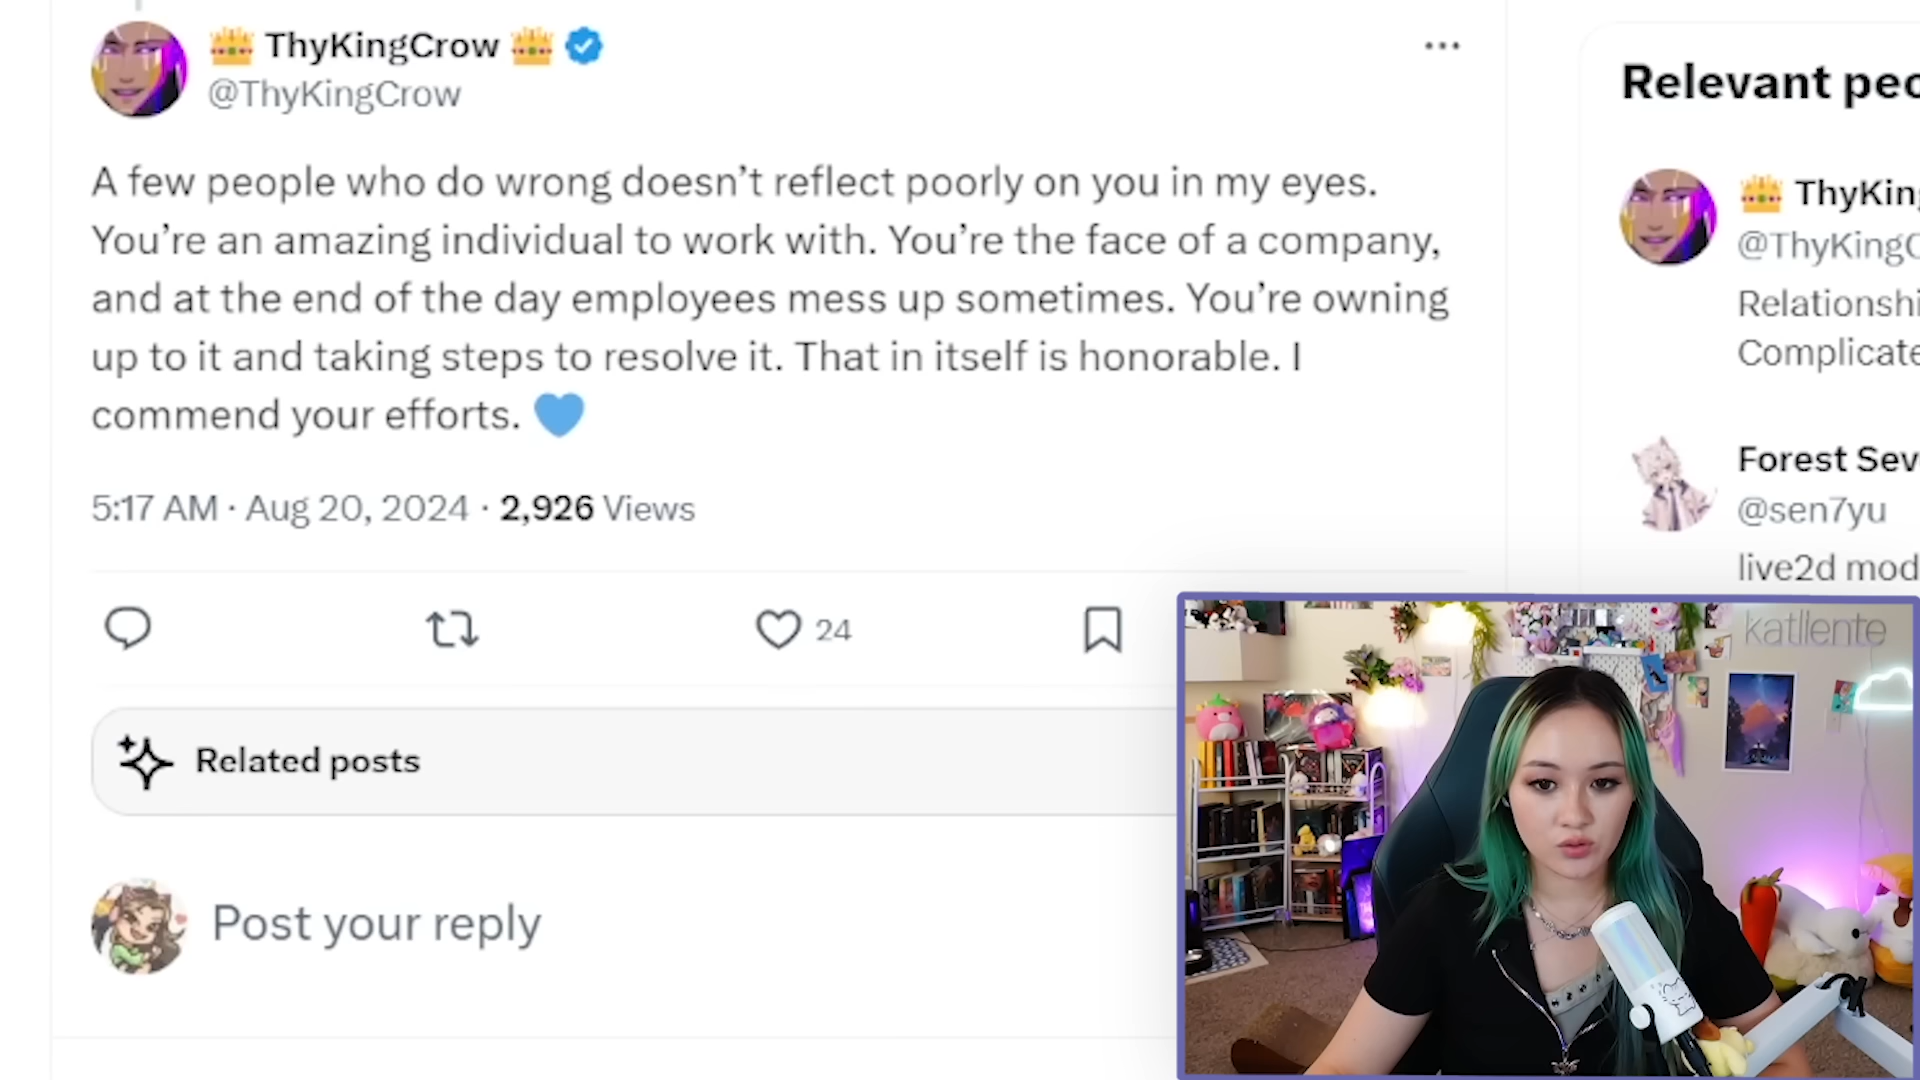 👑 ThyKingCrow 👑
@ThyKingCrow
A few people who do wrong doesn’t reflect poorly on you in my eyes.
You’re an amazing individual to work with. You’re the face of a company,
and at the end of the day employees mess up sometimes. You’re owning
up to it and taking steps to resolve it. That in itself is honorable. I
commend your efforts. 💙
5:17 AM · Aug 20, 2024 · 2,926 Views
24
Related posts
Post your reply
Relevant peo
👑 ThyKing
@ThyKingC
Relationshi
Complicate
Forest Sev
@sen7yu
live2d mod
katllente